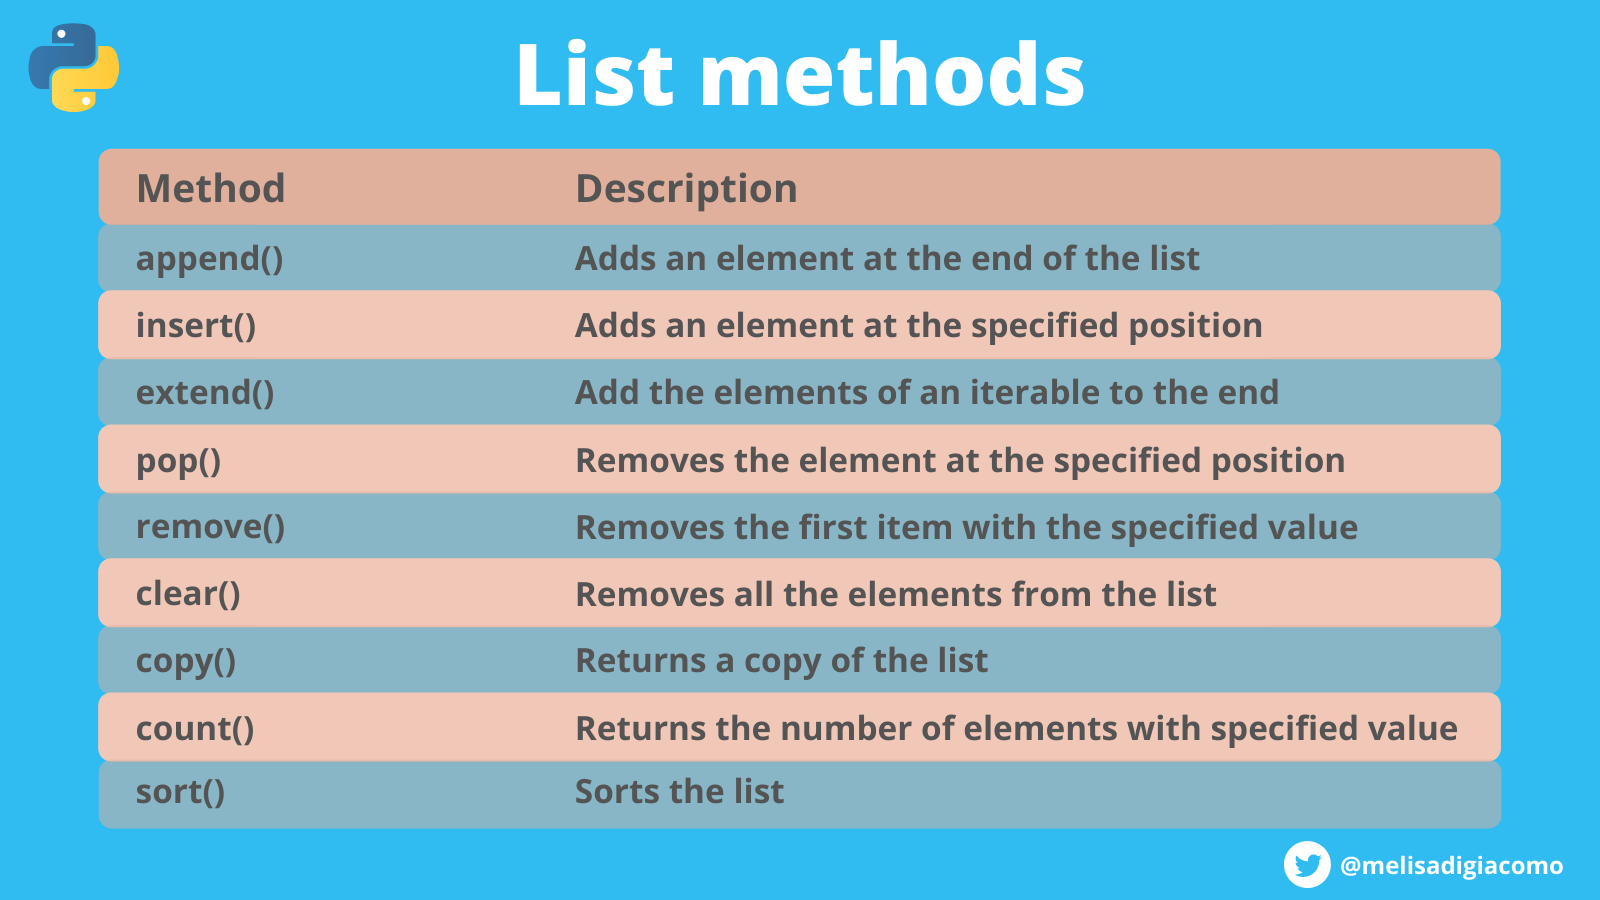 List methods
Method Description
append() Adds an element at the end of the list
insert() Adds an element at the specified position
extend() Add the elements of an iterable to the end
pop() Removes the element at the specified position
remove() Removes the first item with the specified value
clear() Removes all the elements from the list
copy() Returns a copy of the list
count() Returns the number of elements with specified value
sort() Sorts the list
@melisadigiacomo